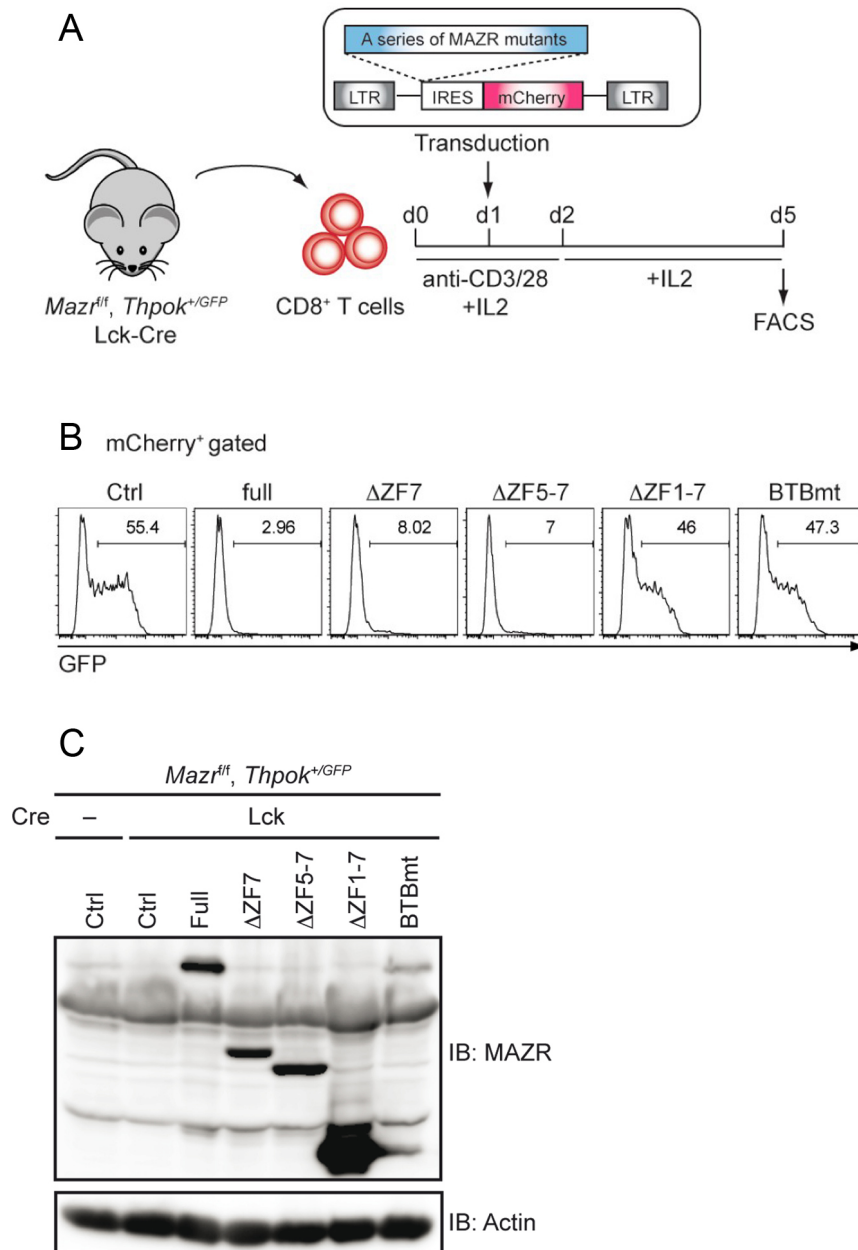 A
A series of MAZR mutants
LTR IRES mCherry LTR
Transduction
d0 d1 d2 d5
anti-CD3/28 +IL2
+IL2
Mazrf/f, Thpok+/GFP
Lck-Cre
CD8+ T cells
FACS
B mCherry+ gated
Ctrl full ΔZF7 ΔZF5-7 ΔZF1-7 BTBmt
55.4 2.96 8.02 7 46 47.3
GFP
C
Mazrf/f, Thpok+/GFP
Cre – Lck
Ctrl Ctrl Full ΔZF7 ΔZF5-7 ΔZF1-7 BTBmt
IB: MAZR
IB: Actin